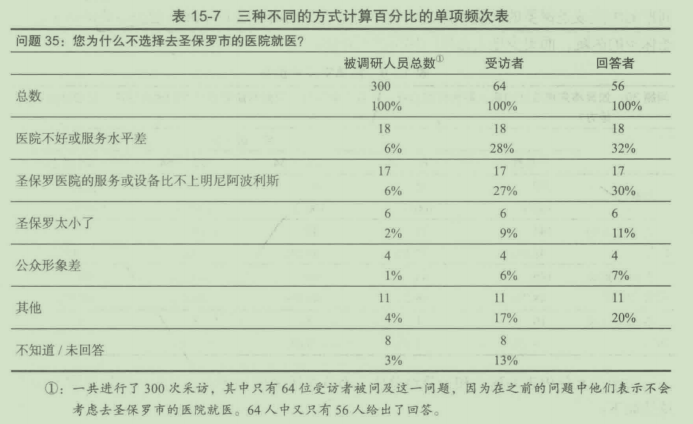 表 15-7 三种不同的方式计算百分比的单项频次表
问题 35：您为什么不选择去圣保罗市的医院就医？
被调研人员总数① 受访者 回答者
总数 300 64 56
100% 100% 100%
医院不好或服务水平差 18 18 18
6% 28% 32%
圣保罗医院的服务或设备比不上明尼阿波利斯 17 17 17
6% 27% 30%
圣保罗太小了 6 6 6
2% 9% 11%
公众形象差 4 4 4
1% 6% 7%
其他 11 11 11
4% 17% 20%
不知道 / 未回答 8 8
3% 13%
①：一共进行了 300 次采访，其中只有 64 位受访者被问及这一问题，因为在之前的问题中他们表示不会
考虑去圣保罗市的医院就医。64 人中又只有 56 人给出了回答。